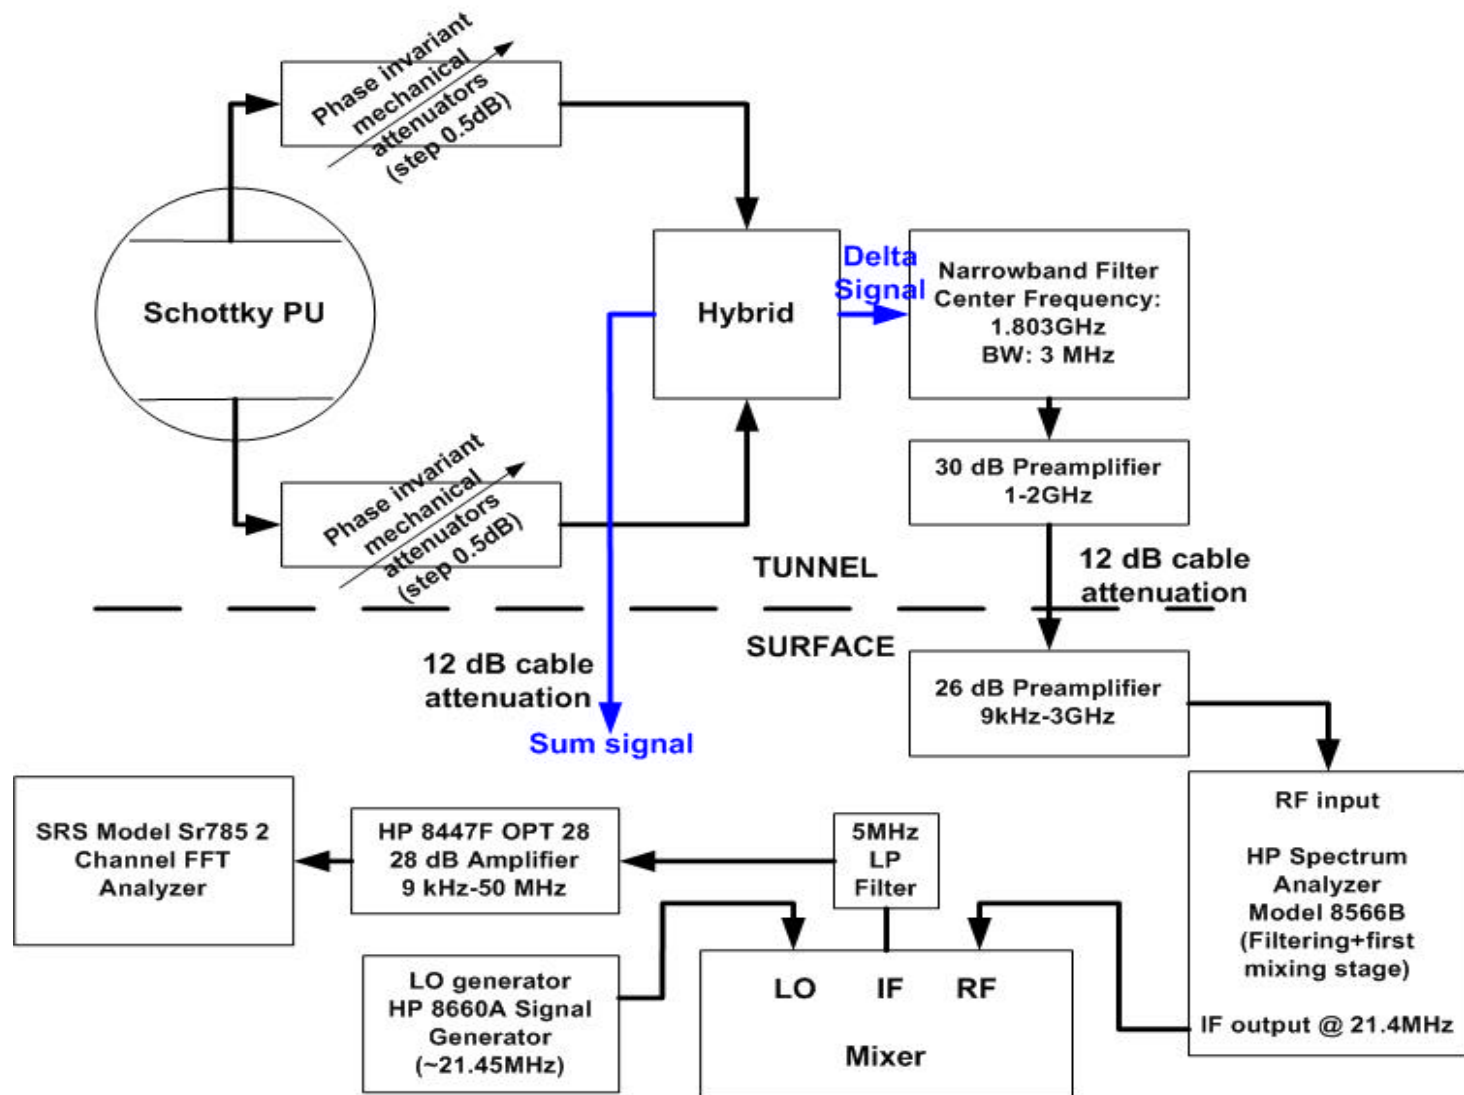 Phase invariant
mechanical
attenuators
(step 0.5dB)
Schottky PU
Hybrid
Delta
Signal
Narrowband Filter
Center Frequency:
1.803GHz
BW: 3 MHz
30 dB Preamplifier
1-2GHz
Phase invariant
mechanical
attenuators
(step 0.5dB)
TUNNEL
12 dB cable
attenuation
SURFACE
12 dB cable
attenuation
Sum signal
26 dB Preamplifier
9kHz-3GHz
RF input
HP Spectrum
Analyzer
Model 8566B
(Filtering+first
mixing stage)
IF output @ 21.4MHz
SRS Model Sr785 2
Channel FFT
Analyzer
HP 8447F OPT 28
28 dB Amplifier
9 kHz-50 MHz
5MHz
LP
Filter
LO generator
HP 8660A Signal
Generator
(~21.45MHz)
LO IF RF
Mixer